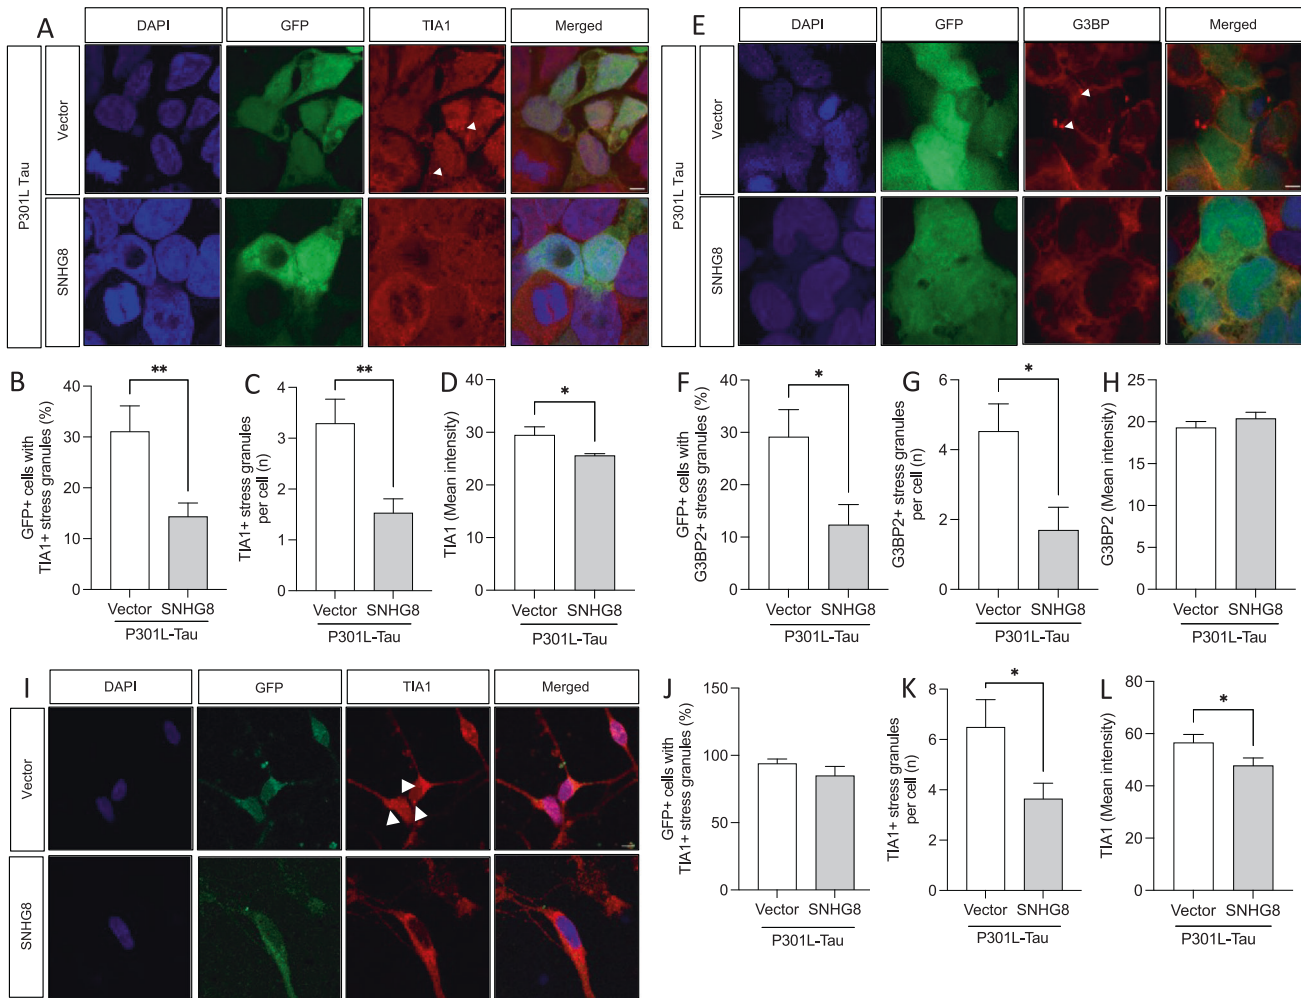 A
DAPI
GFP
TIA1
Merged
P301L Tau
Vector
SNHG8
E
DAPI
GFP
G3BP
Merged
P301L Tau
Vector
SNHG8
B
GFP+ cells with
TIA1+ stress granules (%)
40
30
20
10
0
**
Vector
SNHG8
P301L-Tau
C
TIA1+ stress granules
per cell (n)
4
3
2
1
0
**
Vector
SNHG8
P301L-Tau
D
TIA1 (Mean intensity)
40
30
20
10
0
*
Vector
SNHG8
P301L-Tau
F
GFP+ cells with
G3BP2+ stress granules (%)
40
30
20
10
0
*
Vector
SNHG8
P301L-Tau
G
G3BP2+ stress granules
per cell (n)
6
4
2
0
*
Vector
SNHG8
P301L-Tau
H
G3BP2 (Mean intensity)
25
20
15
10
5
0
Vector
SNHG8
P301L-Tau
I
DAPI
GFP
TIA1
Merged
Vector
SNHG8
J
GFP+ cells with
TIA1+ stress granules (%)
150
100
50
0
Vector
SNHG8
P301L-Tau
K
TIA1+ stress granules
per cell (n)
8
6
4
2
0
*
Vector
SNHG8
P301L-Tau
L
TIA1 (Mean intensity)
80
60
40
20
0
*
Vector
SNHG8
P301L-Tau